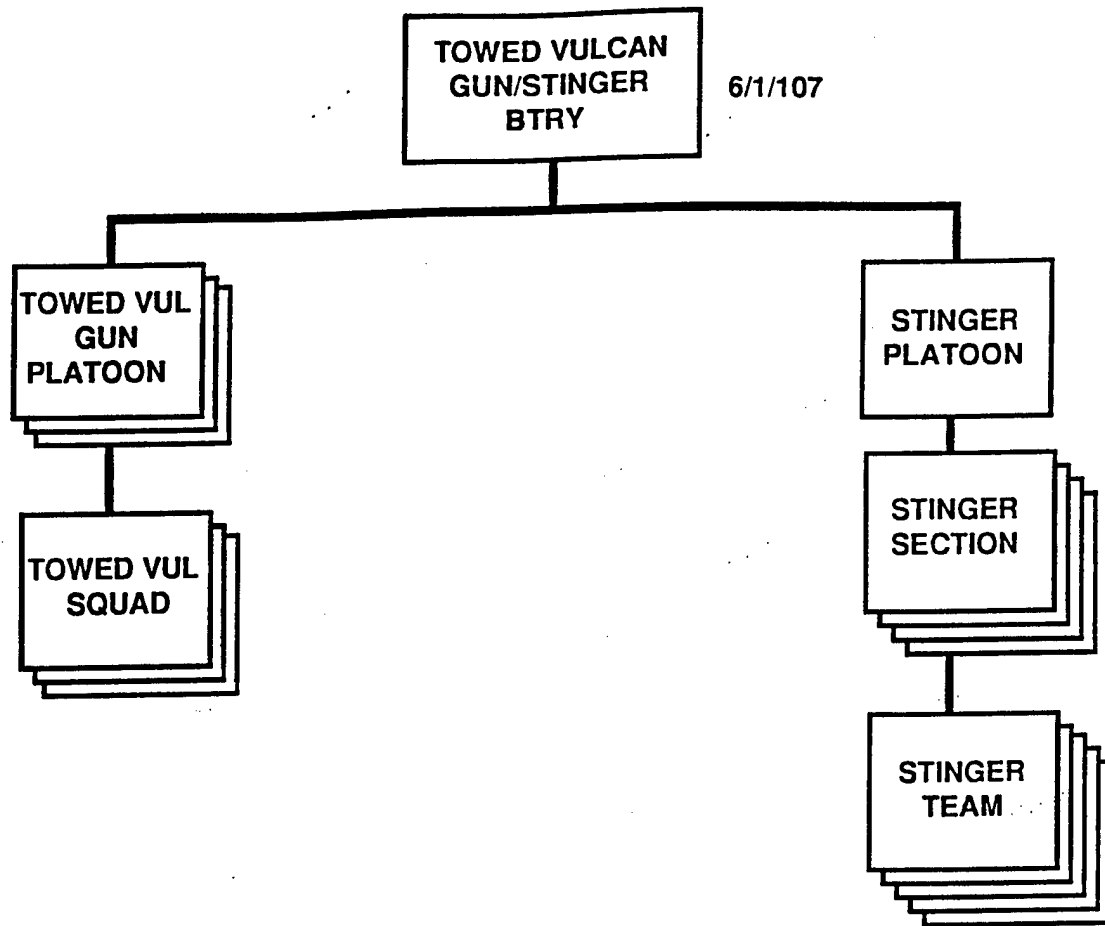 TOWED VULCAN
GUN/STINGER
BTRY
6/1/107
TOWED VUL
GUN
PLATOON
STINGER
PLATOON
TOWED VUL
SQUAD
STINGER
SECTION
STINGER
TEAM